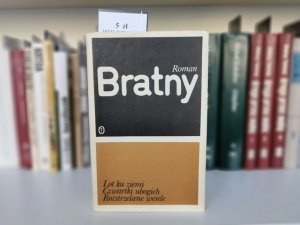 5 zł
Roman
Bratny
Lot ku ziemi
Czwartki ubogich
Rozstrzelane wesele